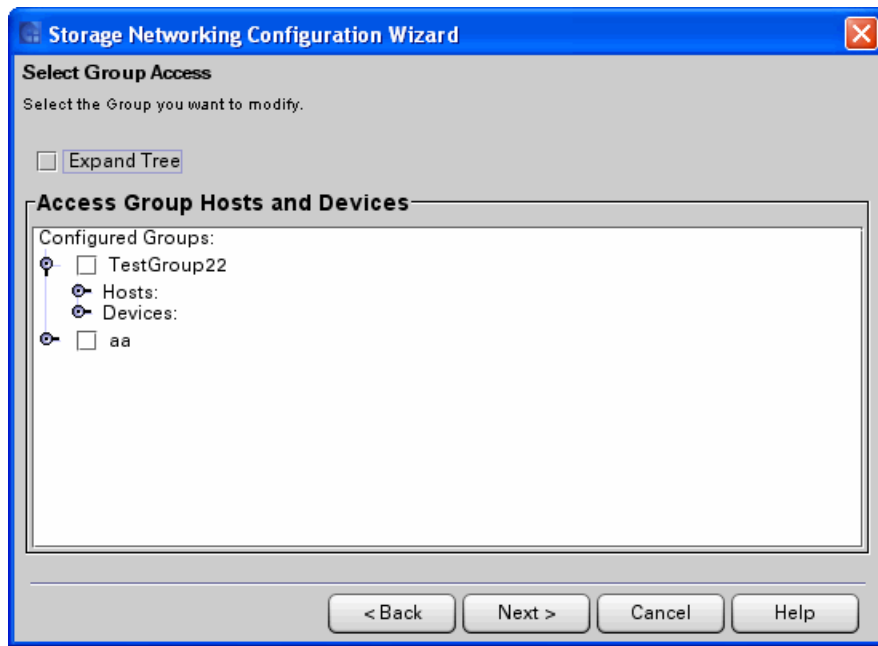 Storage Networking Configuration Wizard
Select Group Access
Select the Group you want to modify.
Expand Tree
Access Group Hosts and Devices
Configured Groups:
TestGroup22
Hosts:
Devices:
aa
< Back Next > Cancel Help